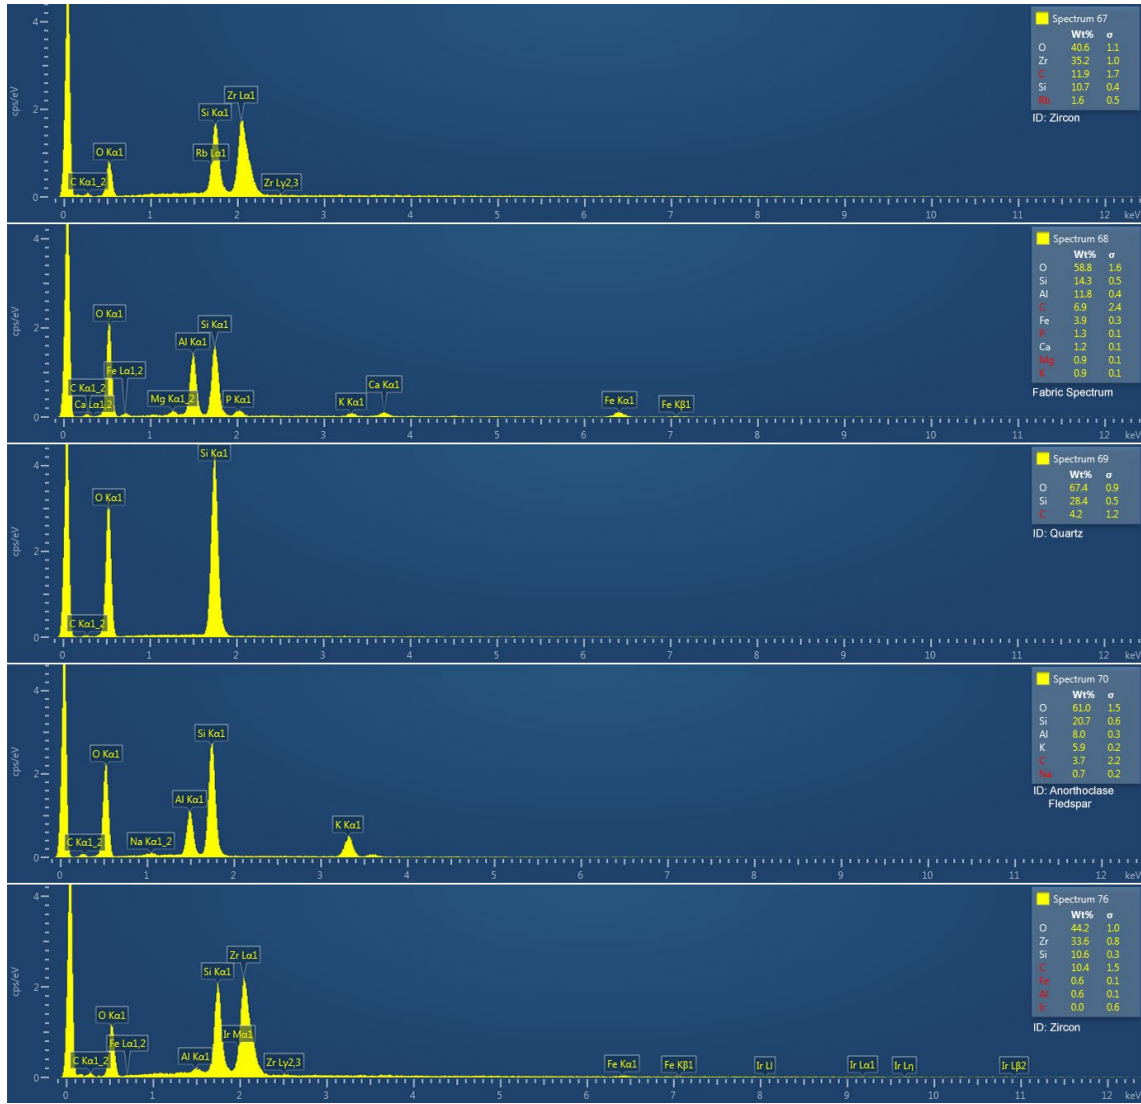 Spectrum 67
Wt% σ
O 40.6 1.1
Zr 35.2 1.0
C 11.9 1.7
Si 10.7 0.4
Rb 1.6 0.5
ID: Zircon
cps/eV
4
2
0
Zr Lα1
Si Kα1
O Kα1
Rb Lα1
C Kα1_2
Zr Lγ2,3
0 1 2 3 4 5 6 7 8 9 10 11 12 keV
Spectrum 68
Wt% σ
O 58.8 1.6
Si 14.3 0.5
Al 11.8 0.4
C 6.9 2.4
Fe 3.9 0.3
P 1.3 0.1
Ca 1.2 0.1
Mg 0.9 0.1
K 0.9 0.1
Fabric Spectrum
cps/eV
4
2
0
O Kα1
Si Kα1
Al Kα1
Fe Lα1,2
C Kα1_2
Ca Lα1,2
Mg Kα1_2
P Kα1
K Kα1
Ca Kα1
Fe Kα1
Fe Kβ1
0 1 2 3 4 5 6 7 8 9 10 11 12 keV
Spectrum 69
Wt% σ
O 67.4 0.9
Si 28.4 0.5
C 4.2 1.2
ID: Quartz
cps/eV
4
2
0
Si Kα1
O Kα1
C Kα1_2
0 1 2 3 4 5 6 7 8 9 10 11 12 keV
Spectrum 70
Wt% σ
O 61.0 1.5
Si 20.7 0.6
Al 8.0 0.3
K 5.9 0.2
C 3.7 2.2
Na 0.7 0.2
ID: Anorthoclase
Fledspar
cps/eV
4
2
0
Si Kα1
O Kα1
Al Kα1
C Kα1_2
Na Kα1_2
K Kα1
1 2 3 4 5 6 7 8 9 10 11 12 keV
Spectrum 76
Wt% σ
O 44.2 1.0
Zr 33.6 0.8
Si 10.6 0.3
C 10.4 1.5
Fe 0.6 0.1
Al 0.6 0.1
Ir 0.0 0.6
ID: Zircon
cps/eV
4
2
0
Zr Lα1
Si Kα1
O Kα1
Ir Mα1
Fe Lα1,2
C Kα1_2
Al Kα1
Zr Lγ2,3
Fe Kα1
Fe Kβ1
Ir Ll
Ir Lα1
Ir Lη
Ir Lβ2
0 1 2 3 4 5 6 7 8 9 10 11 12 keV